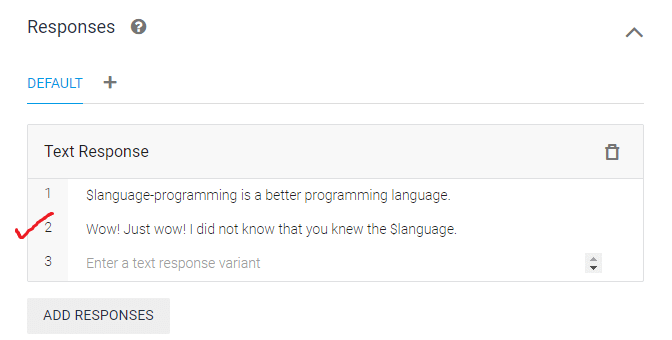 Responses ?
DEFAULT +
Text Response
1 $language-programming is a better programming language.
2 Wow! Just wow! I did not know that you knew the $language.
3 Enter a text response variant
ADD RESPONSES